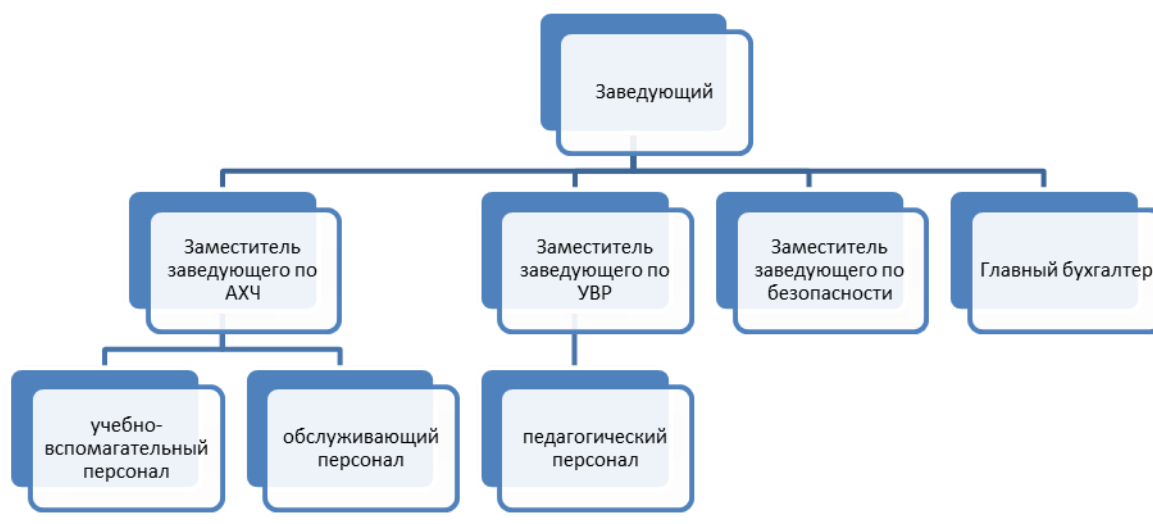 Заведующий
Заместитель
заведующего по
АХЧ
Заместитель
заведующего по
УВР
Заместитель
заведующего по
безопасности
Главный бухгалтер
учебно-
вспомагательный
персонал
обслуживающий
персонал
педагогический
персонал